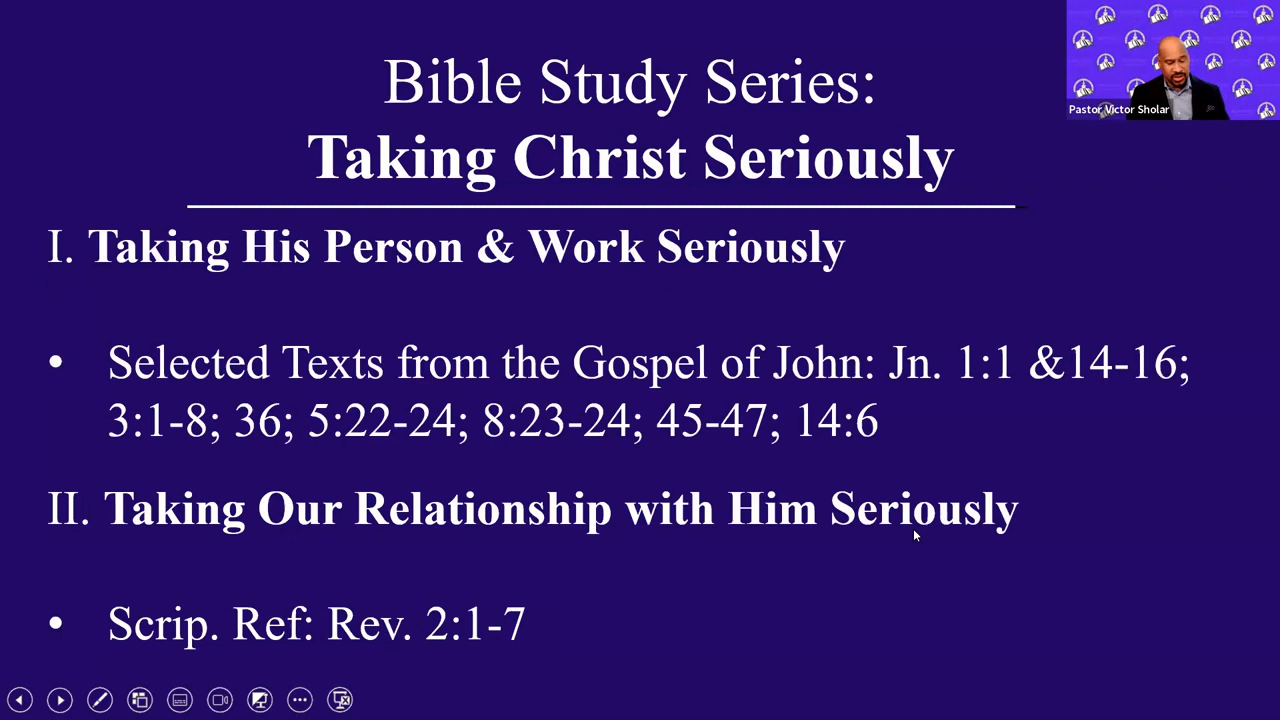 Bible Study Series:
Taking Christ Seriously
Pastor Victor Sholar
I. Taking His Person & Work Seriously
• Selected Texts from the Gospel of John: Jn. 1:1 &14-16;
3:1-8; 36; 5:22-24; 8:23-24; 45-47; 14:6
II. Taking Our Relationship with Him Seriously
• Scrip. Ref: Rev. 2:1-7